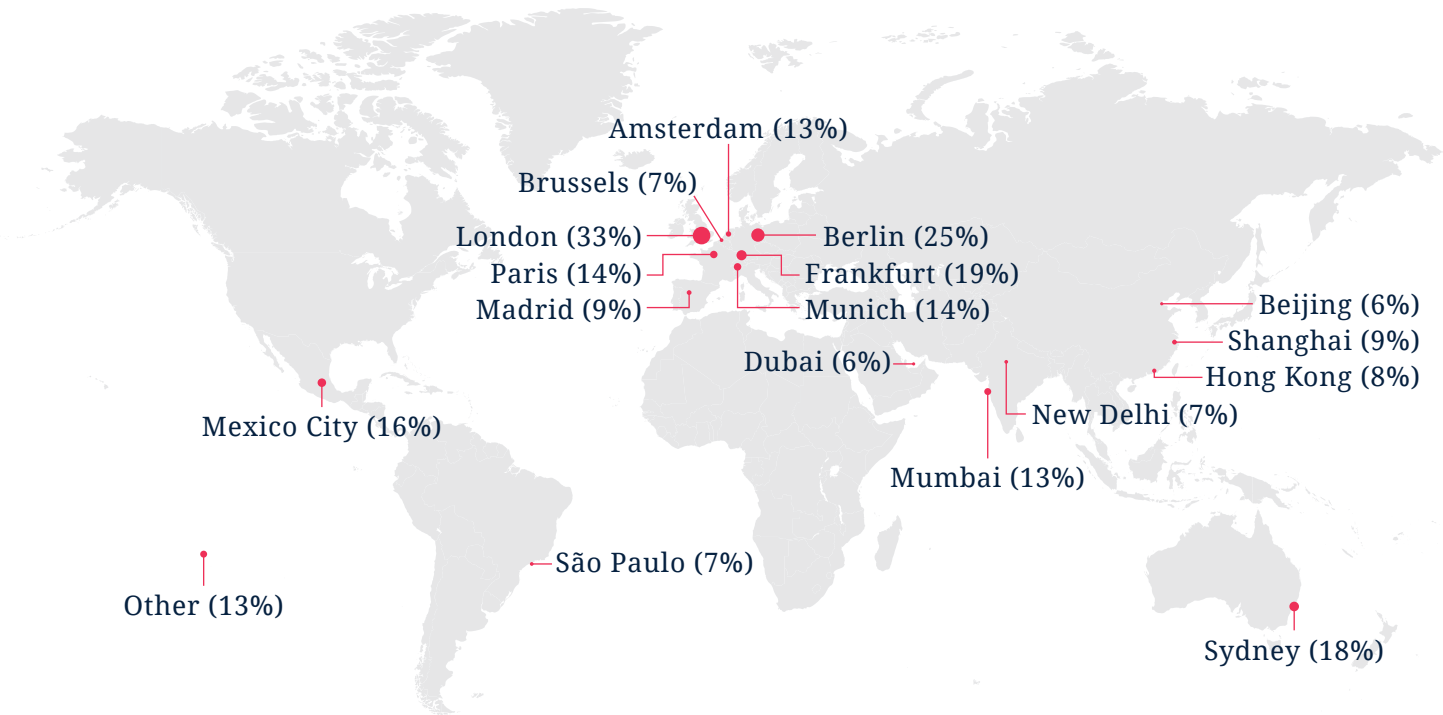 Amsterdam (13%)
Brussels (7%)
London (33%)
Berlin (25%)
Paris (14%)
Frankfurt (19%)
Madrid (9%)
Munich (14%)
Beijing (6%)
Shanghai (9%)
Dubai (6%)
Hong Kong (8%)
New Delhi (7%)
Mexico City (16%)
Mumbai (13%)
São Paulo (7%)
Other (13%)
Sydney (18%)